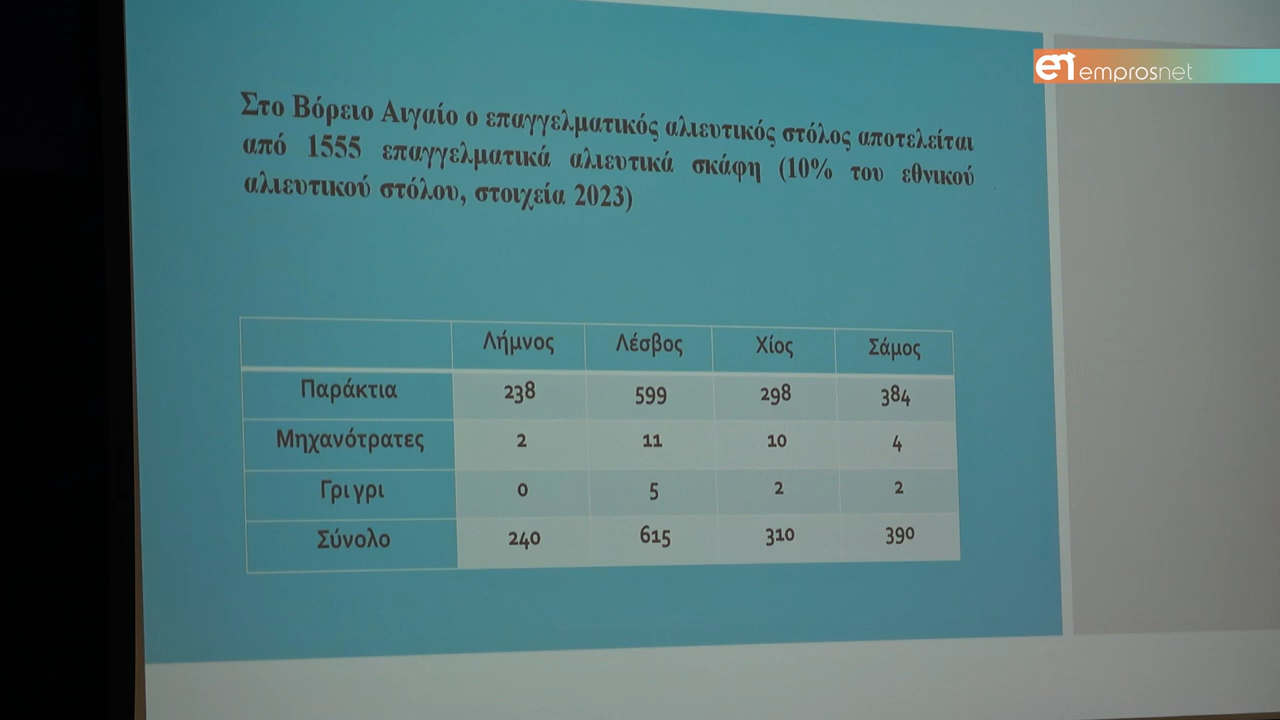 emprosnet
Στο Βόρειο Αιγαίο ο επαγγελματικός αλιευτικός στόλος αποτελείται
από 1555 επαγγελματικά αλιευτικά σκάφη (10% του εθνικού
αλιευτικού στόλου, στοιχεία 2023)
Λήμνος Λέσβος Χίος Σάμος
Παράκτια 238 599 298 384
Μηχανότρατες 2 11 10 4
Γρι γρι 0 5 2 2
Σύνολο 240 615 310 390